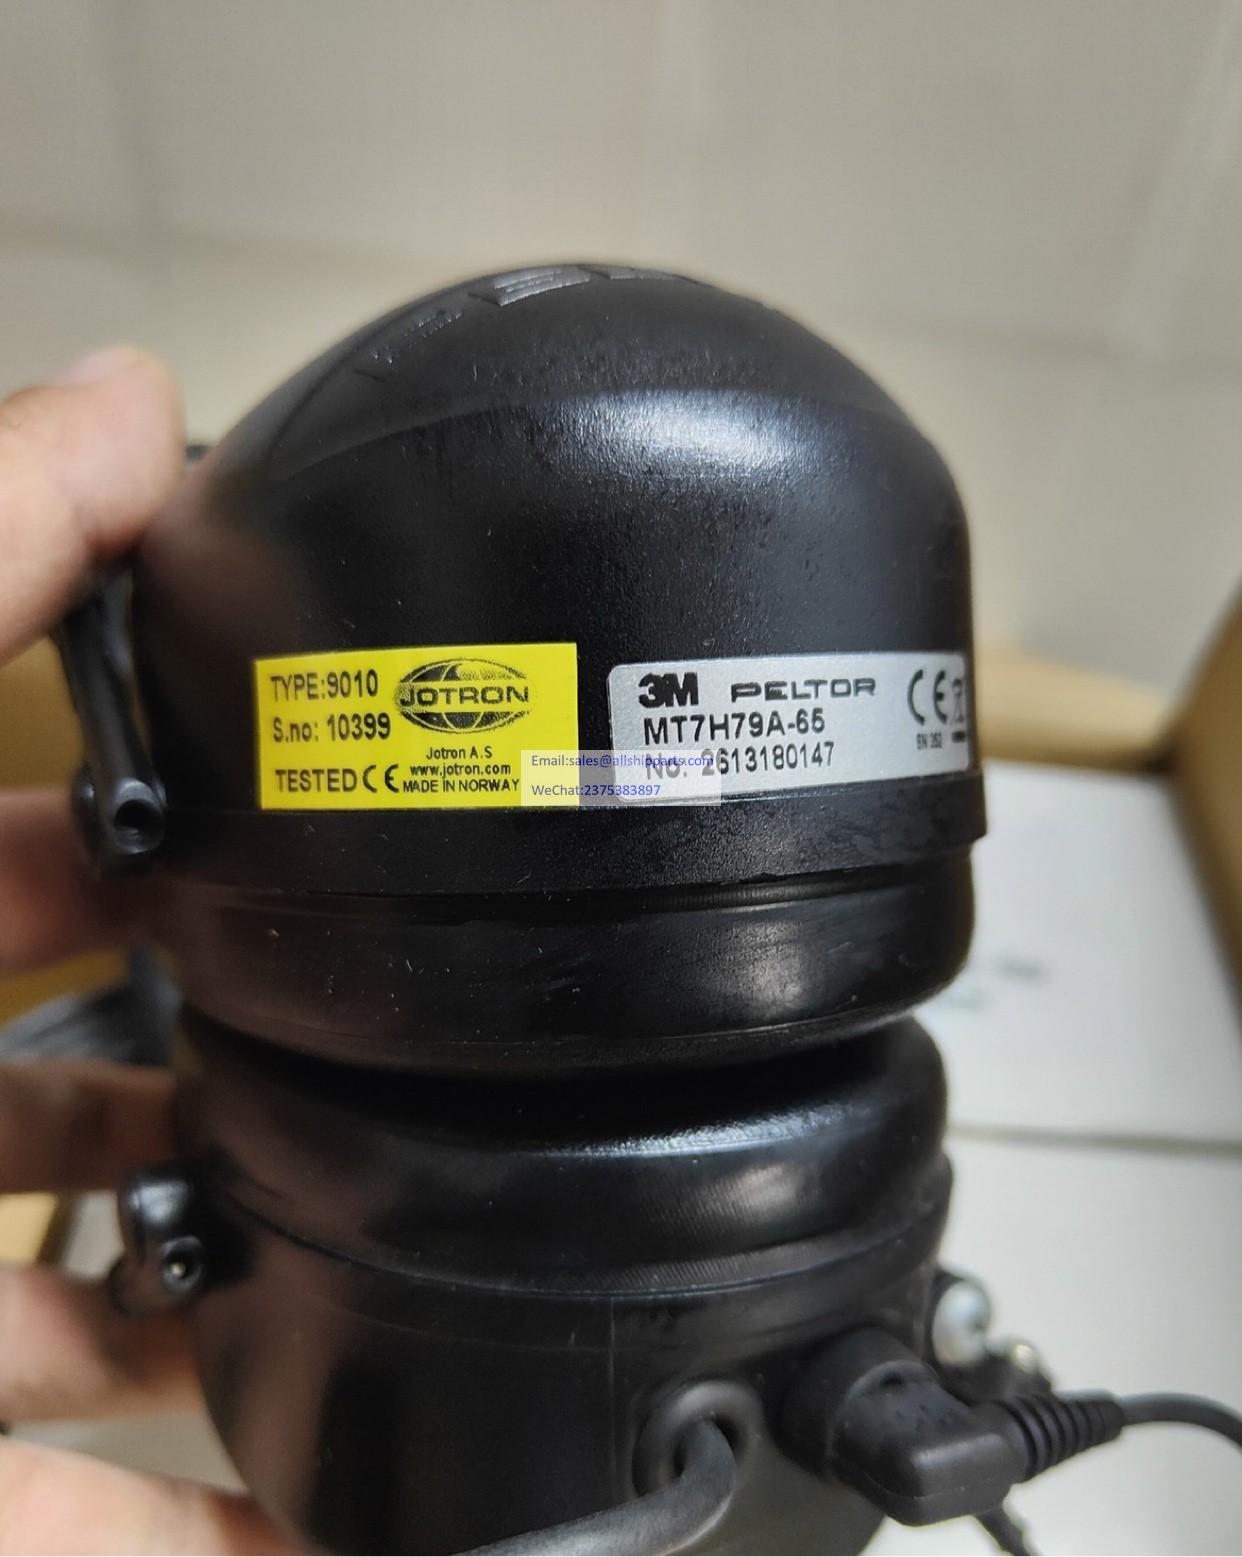 TYPE:9010
JOTRON
S.no: 10399
Jotron A.S
www.jotron.com
TESTED CE MADE IN NORWAY
3M PELTOR CE
MT7H79A-65
EN 352
No. 2613180147
Email:sales@allshipparts.com
WeChat:2375383897